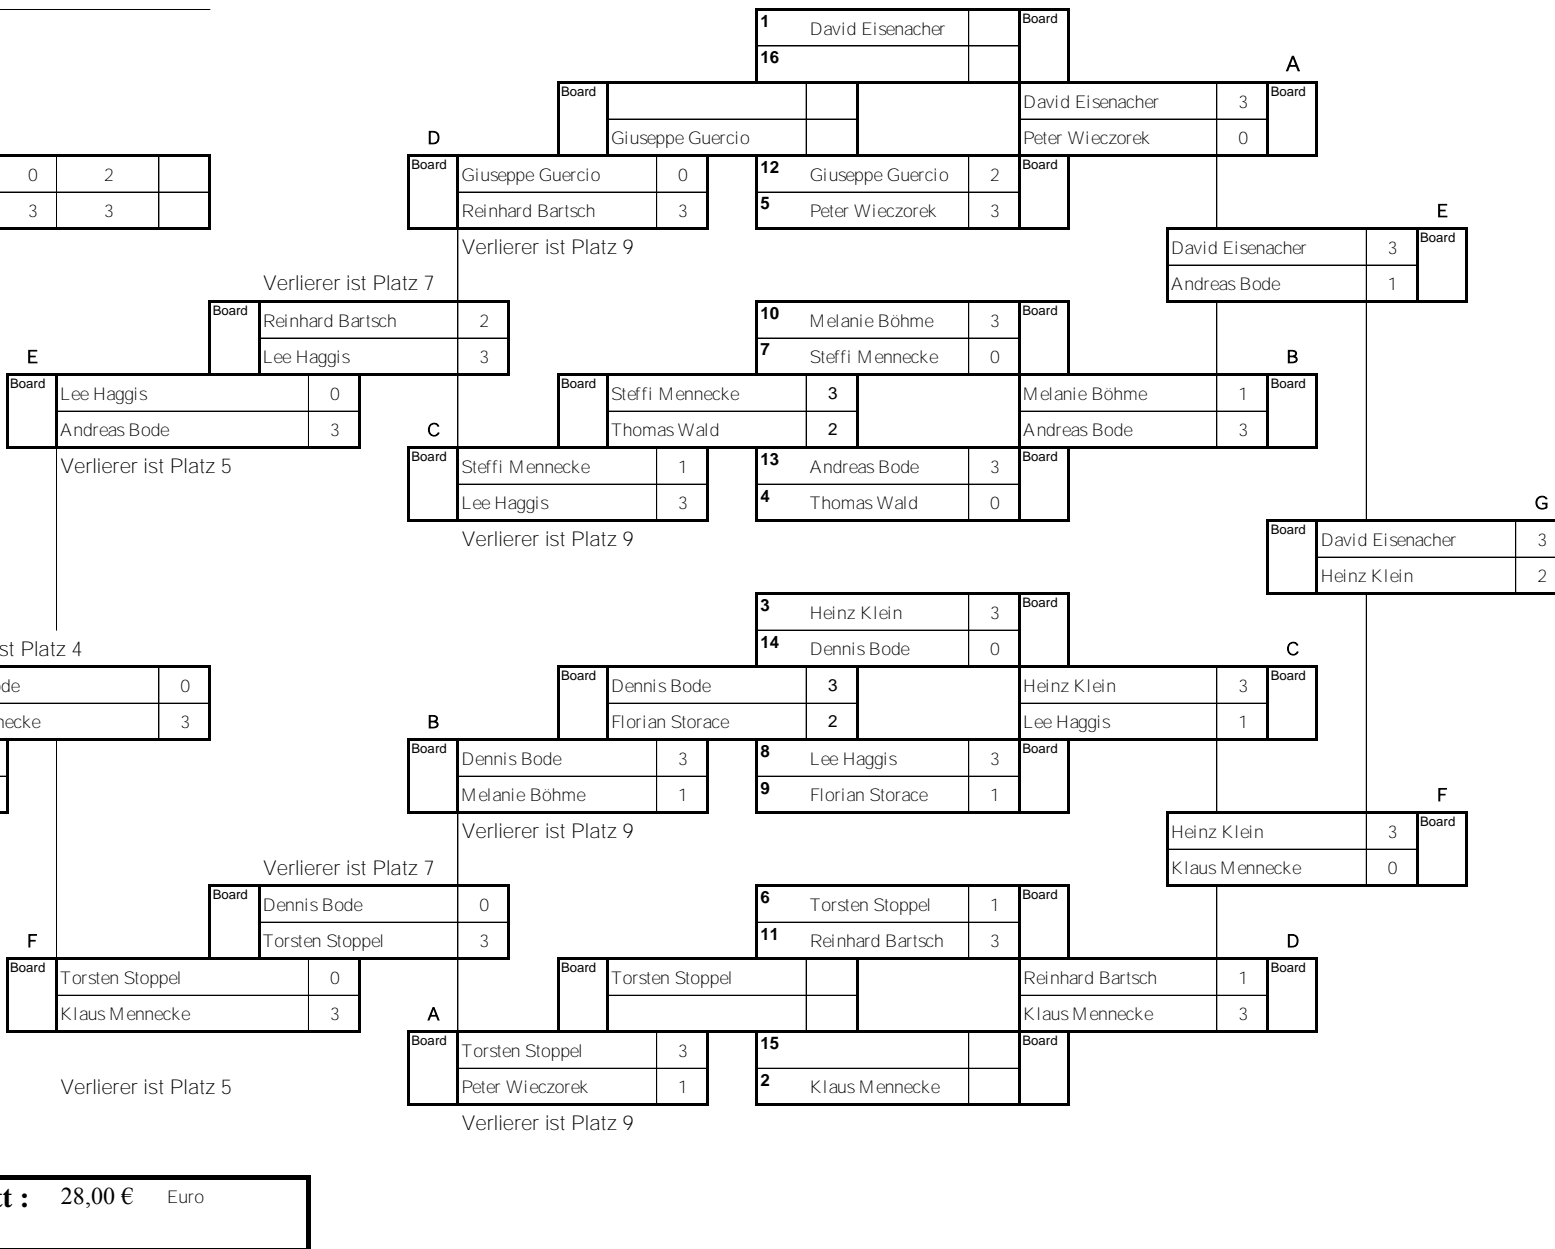 1 David Eisenacher Board
16 A
Board David Eisenacher 3 Board
D Giuseppe Guercio Peter Wieczorek 0
0 2 Board Giuseppe Guercio 0 12 Giuseppe Guercio 2 Board
3 3 Reinhard Bartsch 3 5 Peter Wieczorek 3 E
Verlierer ist Platz 9 David Eisenacher 3 Board
Verlierer ist Platz 7 Andreas Bode 1
Board Reinhard Bartsch 2 10 Melanie Böhme 3 Board
E Lee Haggis 3 7 Steffi Mennecke 0 B
Board Lee Haggis 0 Board Steffi Mennecke 3 Melanie Böhme 1 Board
Andreas Bode 3 C Thomas Wald 2 Andreas Bode 3
Verlierer ist Platz 5 Board Steffi Mennecke 1 13 Andreas Bode 3 Board
Lee Haggis 3 4 Thomas Wald 0 G
Verlierer ist Platz 9 Board David Eisenacher 3
Heinz Klein 2
3 Heinz Klein 3 Board
st Platz 4 14 Dennis Bode 0 C
de 0 Board Dennis Bode 3 Heinz Klein 3 Board
necke 3 B Florian Storace 2 Lee Haggis 1
Board Dennis Bode 3 8 Lee Haggis 3 Board
Melanie Böhme 1 9 Florian Storace 1 F
Verlierer ist Platz 9 Heinz Klein 3 Board
Verlierer ist Platz 7 Klaus Mennecke 0
Board Dennis Bode 0 6 Torsten Stoppel 1 Board
F Torsten Stoppel 3 11 Reinhard Bartsch 3 D
Board Torsten Stoppel 0 Board Torsten Stoppel Reinhard Bartsch 1 Board
Klaus Mennecke 3 A Klaus Mennecke 3
Board Torsten Stoppel 3 15 Board
Verlierer ist Platz 5 Peter Wieczorek 1 2 Klaus Mennecke
Verlierer ist Platz 9
tt : 28,00 € Euro